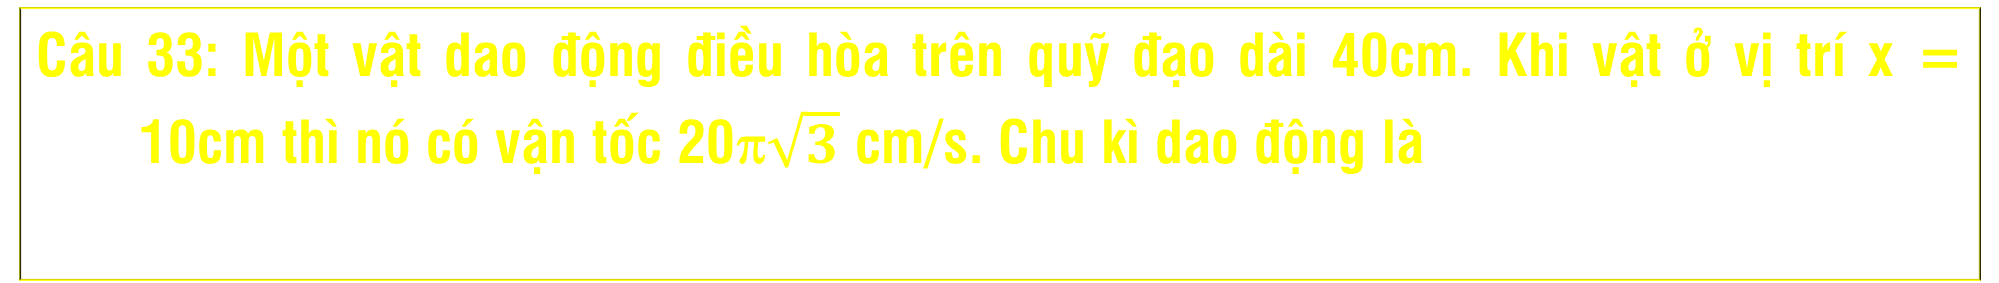 Câu 33: Một vật dao động điều hòa trên quỹ đạo dài 40cm. Khi vật ở vị trí x =
10cm thì nó có vận tốc 20π√3 cm/s. Chu kì dao động là